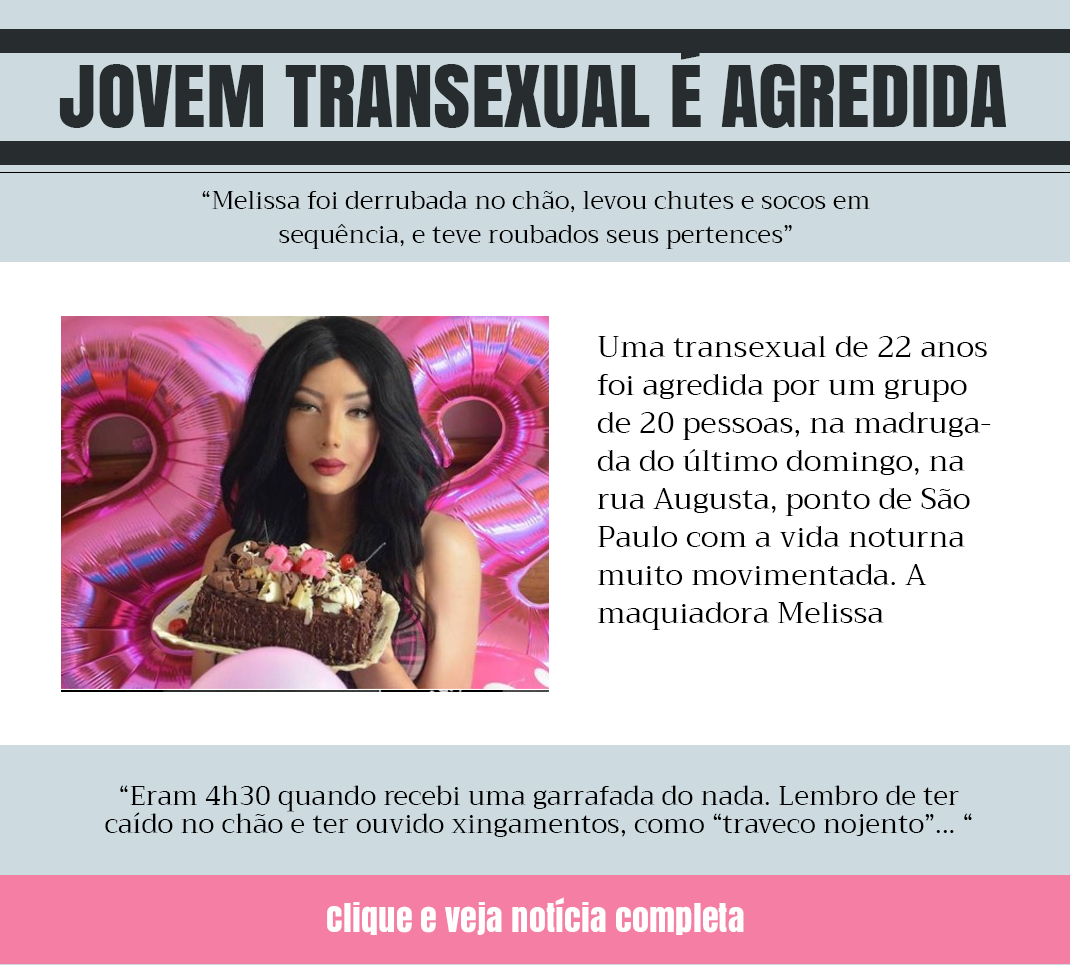 JOVEM TRANSEXUAL É AGREDIDA
“Melissa foi derrubada no chão, levou chutes e socos em
sequência, e teve roubados seus pertences”
Uma transexual de 22 anos
foi agredida por um grupo
de 20 pessoas, na madruga-
da do último domingo, na
rua Augusta, ponto de São
Paulo com a vida noturna
muito movimentada. A
maquiadora Melissa
22
22
“Eram 4h30 quando recebi uma garrafada do nada. Lembro de ter
caído no chão e ter ouvido xingamentos, como “traveco nojento”... “
clique e veja notícia completa